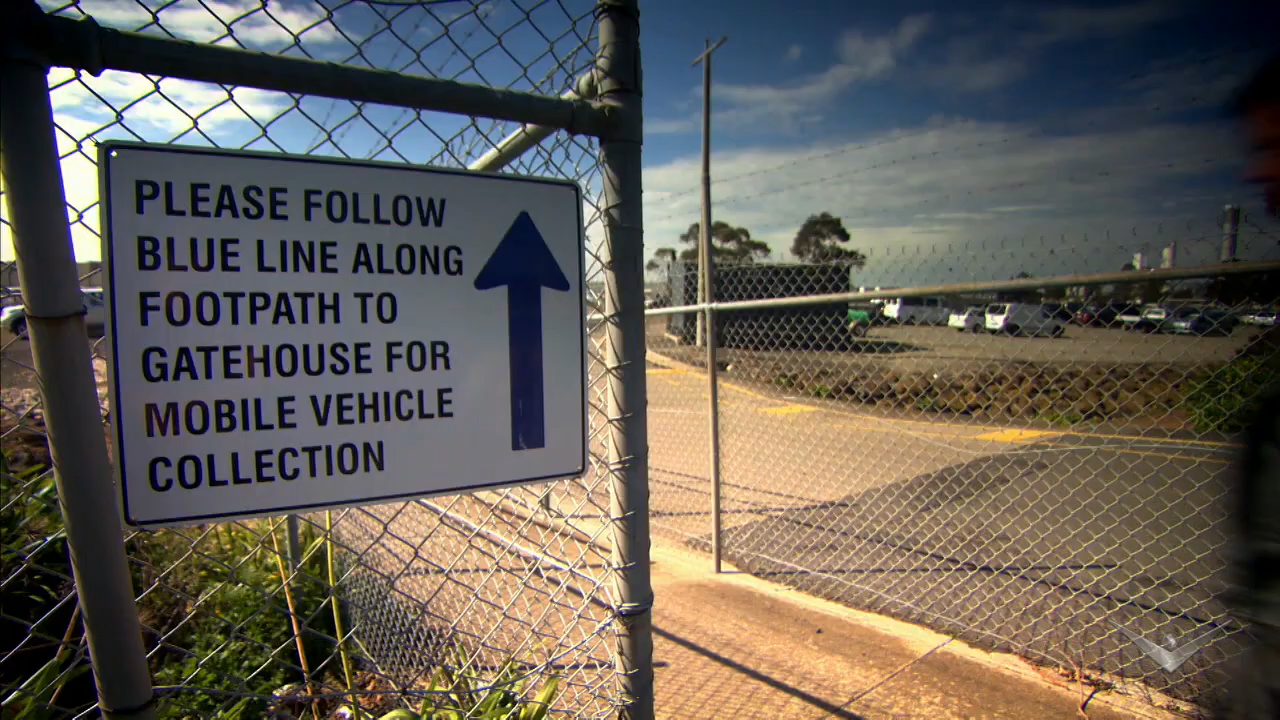 PLEASE FOLLOW
BLUE LINE ALONG
FOOTPATH TO
GATEHOUSE FOR
MOBILE VEHICLE
COLLECTION